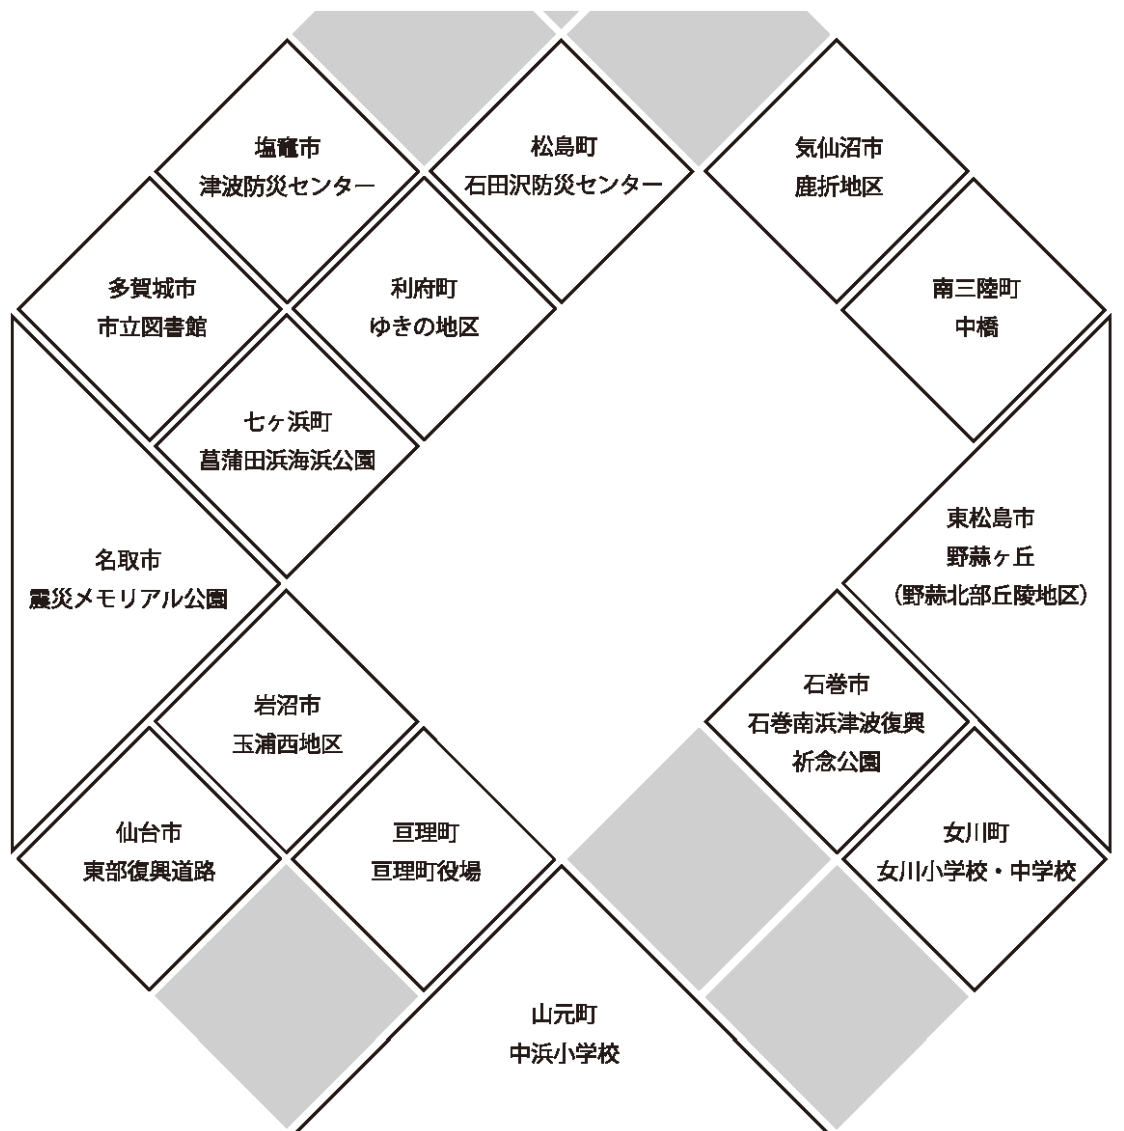 塩竈市
津波防災センター
松島町
石田沢防災センター
気仙沼市
鹿折地区
多賀城市
市立図書館
利府町
ゆきの地区
南三陸町
中橋
七ヶ浜町
菖蒲田浜海浜公園
名取市
震災メモリアル公園
東松島市
野蒜ヶ丘
（野蒜北部丘陵地区）
岩沼市
玉浦西地区
石巻市
石巻南浜津波復興
祈念公園
仙台市
東部復興道路
亘理町
亘理町役場
女川町
女川小学校・中学校
山元町
中浜小学校